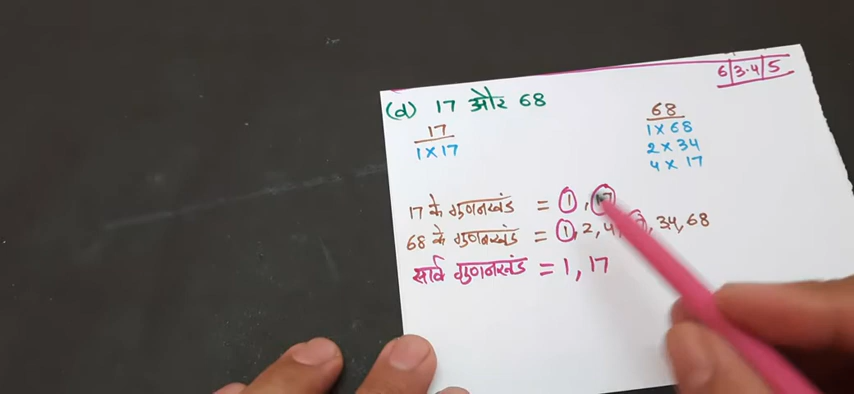 6|3.4|5
(d) 17 और 68
17
1×17
68
1×68
2×34
4×17
17 के गुणनखंड = 1, 17
68 के गुणनखंड = 1, 2, 4, 34, 68
सार्व गुणनखंड = 1, 17